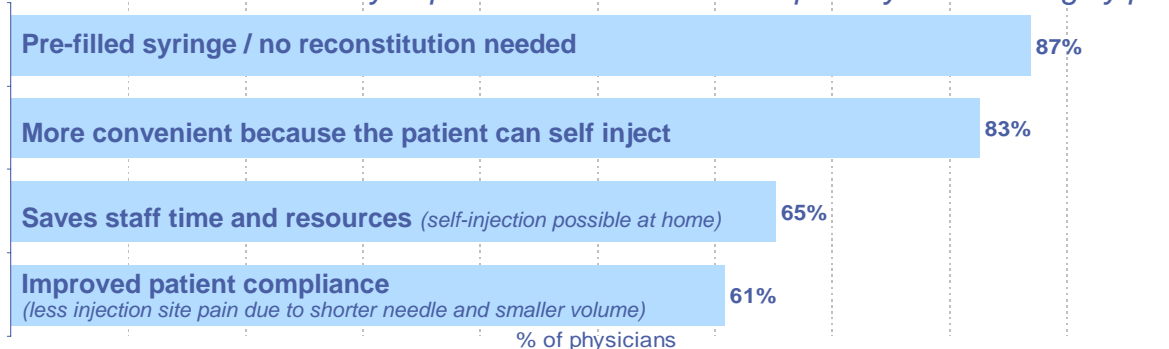 Pre-filled syringe / no reconstitution needed
87%
More convenient because the patient can self inject
83%
Saves staff time and resources (self-injection possible at home)
65%
Improved patient compliance
(less injection site pain due to shorter needle and smaller volume)
61%
% of physicians